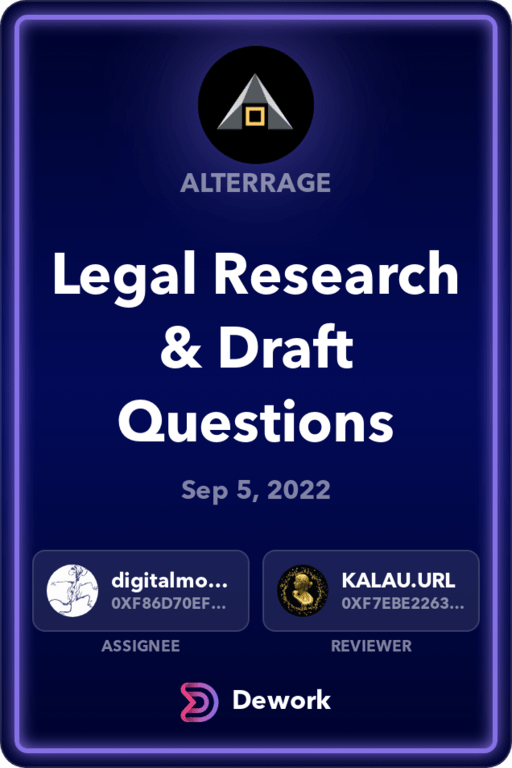 ALTERRAGE
Legal Research
& Draft
Questions
Sep 5, 2022
digitalmo...
0XF86D70EF...
ASSIGNEE
KALAU.URL
0XF7EBE2263...
REVIEWER
Dework